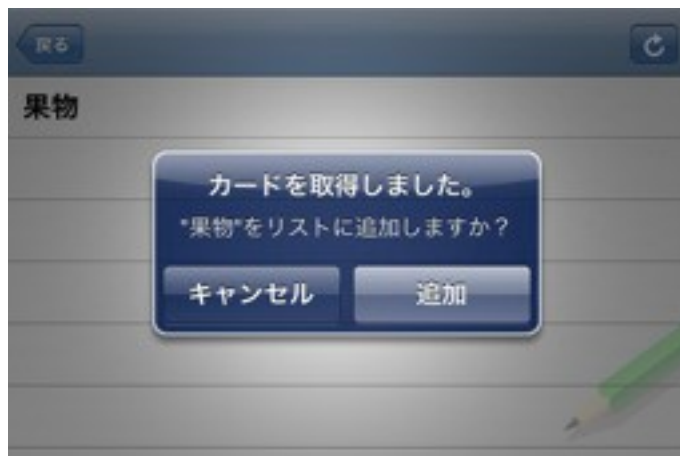 戻る
果物
カードを取得しました。
"果物"をリストに追加しますか？
キャンセル
追加